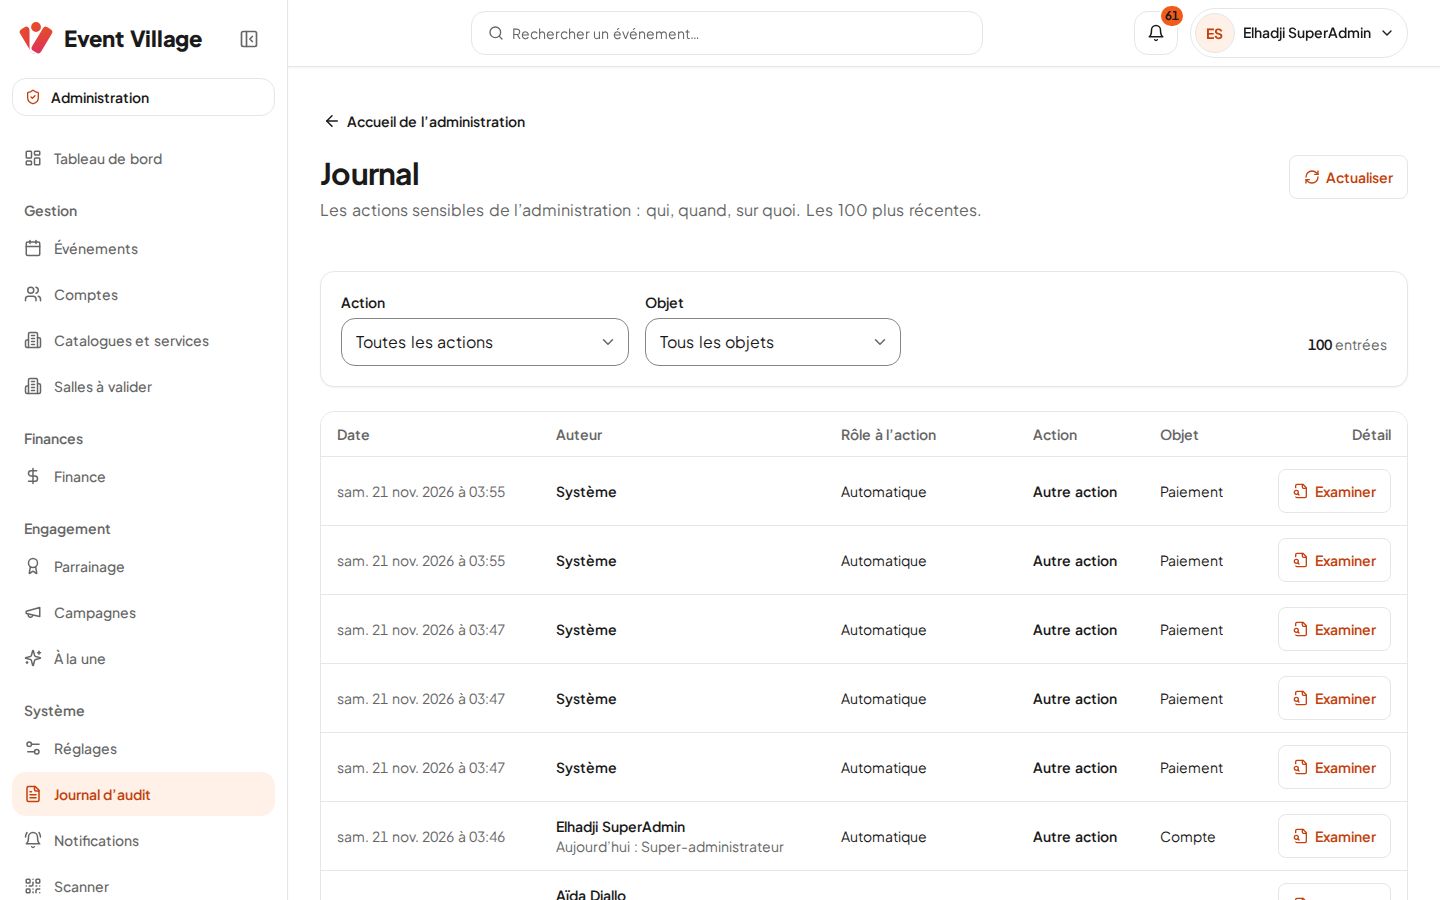 Event Village
Rechercher un événement…
61
ES
Elhadji SuperAdmin
Administration
Tableau de bord
Gestion
Événements
Comptes
Catalogues et services
Salles à valider
Finances
Finance
Engagement
Parrainage
Campagnes
À la une
Système
Réglages
Journal d’audit
Notifications
Scanner
Accueil de l’administration
Journal
Actualiser
Les actions sensibles de l’administration : qui, quand, sur quoi. Les 100 plus récentes.
Action
Objet
Toutes les actions
Tous les objets
100 entrées
Date Auteur Rôle à l’action Action Objet Détail
sam. 21 nov. 2026 à 03:55 Système Automatique Autre action Paiement Examiner
sam. 21 nov. 2026 à 03:55 Système Automatique Autre action Paiement Examiner
sam. 21 nov. 2026 à 03:47 Système Automatique Autre action Paiement Examiner
sam. 21 nov. 2026 à 03:47 Système Automatique Autre action Paiement Examiner
sam. 21 nov. 2026 à 03:47 Système Automatique Autre action Paiement Examiner
sam. 21 nov. 2026 à 03:46 Elhadji SuperAdmin Automatique Autre action Compte Examiner
Aujourd’hui : Super-administrateur
Aïda Diallo